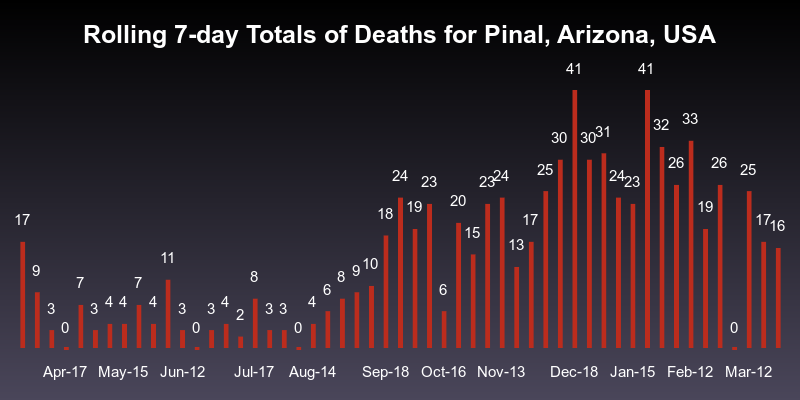 Rolling 7-day Totals of Deaths for Pinal, Arizona, USA
17 9 3 0 7 3 4 4 7 4 11 3 0 3 4 2 8 3 3 0 4 6 8 9 10 18 24 19 23 6 20 15 23 24 13 17 25 30 41 30 31 24 23 41 32 26 33 19 26 0 25 17 16
Apr-17 May-15 Jun-12 Jul-17 Aug-14 Sep-18 Oct-16 Nov-13 Dec-18 Jan-15 Feb-12 Mar-12